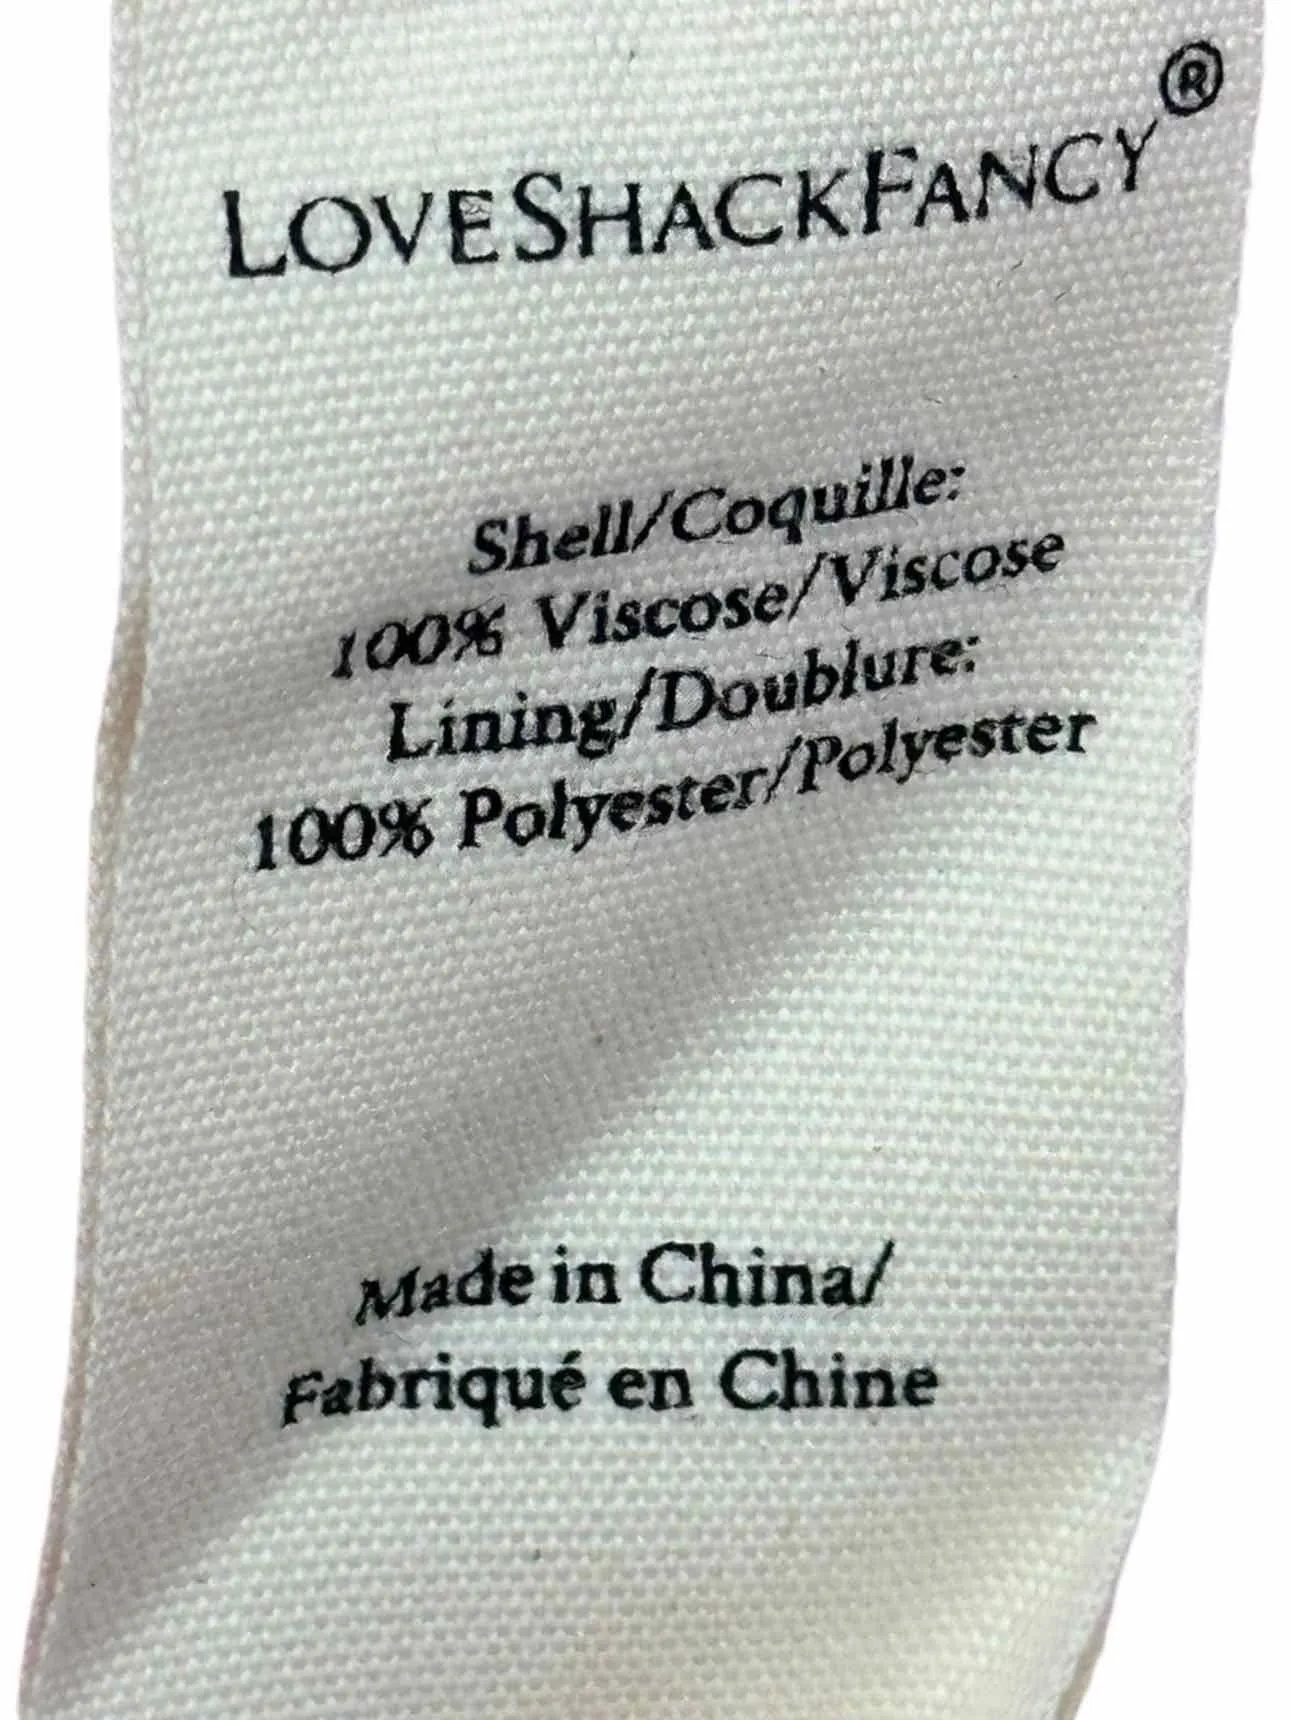 LOVESHACKFANCY®
Shell/Coquille:
100% Viscose/Viscose
Lining/Doublure:
100% Polyester/Polyester
Made in China/
Fabriqué en Chine